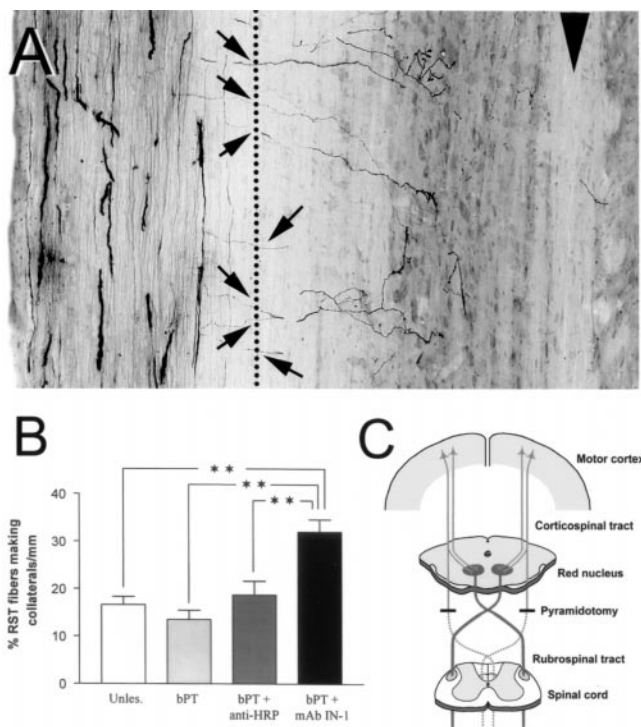 A
B
% RST fibers making
collaterals/mm
40
30
20
10
0
* *
* *
* *
Unles.
bPT
bPT +
anti-HRP
bPT +
mAb IN-1
C
Motor cortex
Corticospinal tract
Red nucleus
Pyramidotomy
Rubrospinal tract
Spinal cord